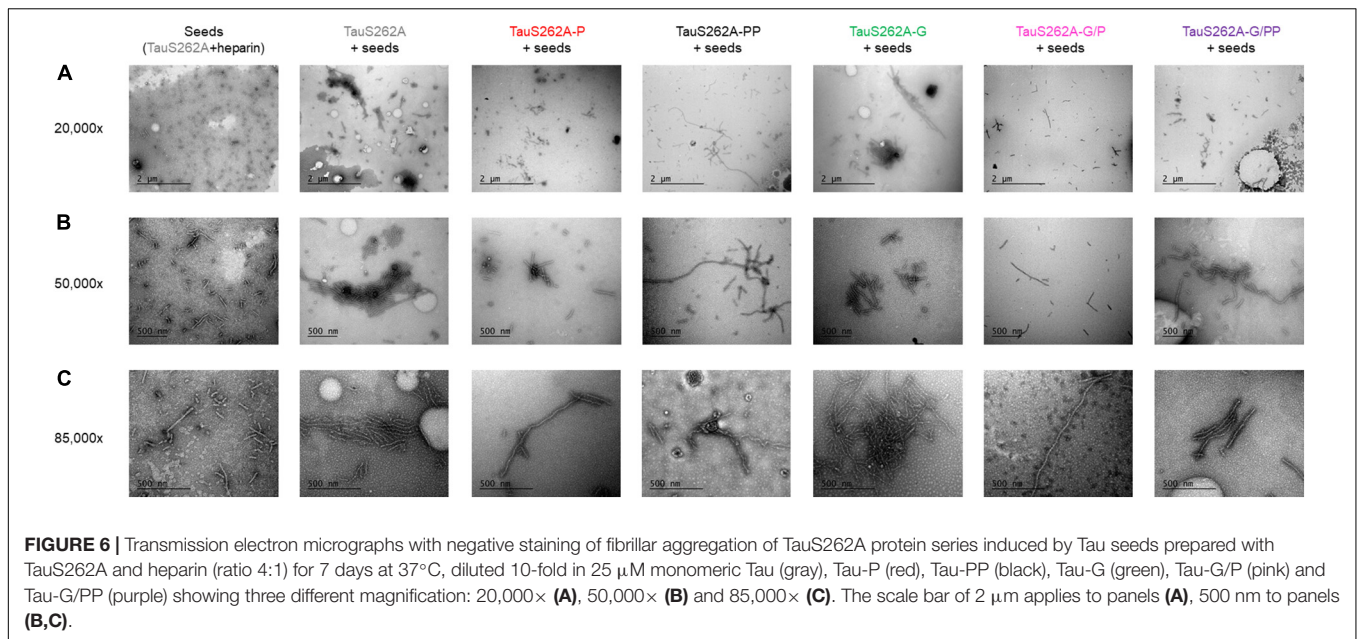 Seeds TauS262A TauS262A-P TauS262A-PP TauS262A-G TauS262A-G/P TauS262A-G/PP
(TauS262A+heparin) + seeds + seeds + seeds + seeds + seeds + seeds
A
20,000x
2 µm 2 µm 2 µm 2 µm 2 µm 2 µm 2 µm
B
50,000x
500 nm 500 nm 500 nm 500 nm 500 nm 500 nm 500 nm
C
85,000x
500 nm 500 nm 500 nm 500 nm 500 nm 500 nm 500 nm
FIGURE 6 | Transmission electron micrographs with negative staining of fibrillar aggregation of TauS262A protein series induced by Tau seeds prepared with
TauS262A and heparin (ratio 4:1) for 7 days at 37°C, diluted 10-fold in 25 µM monomeric Tau (gray), Tau-P (red), Tau-PP (black), Tau-G (green), Tau-G/P (pink) and
Tau-G/PP (purple) showing three different magnification: 20,000× (A), 50,000× (B) and 85,000× (C). The scale bar of 2 µm applies to panels (A), 500 nm to panels
(B,C).